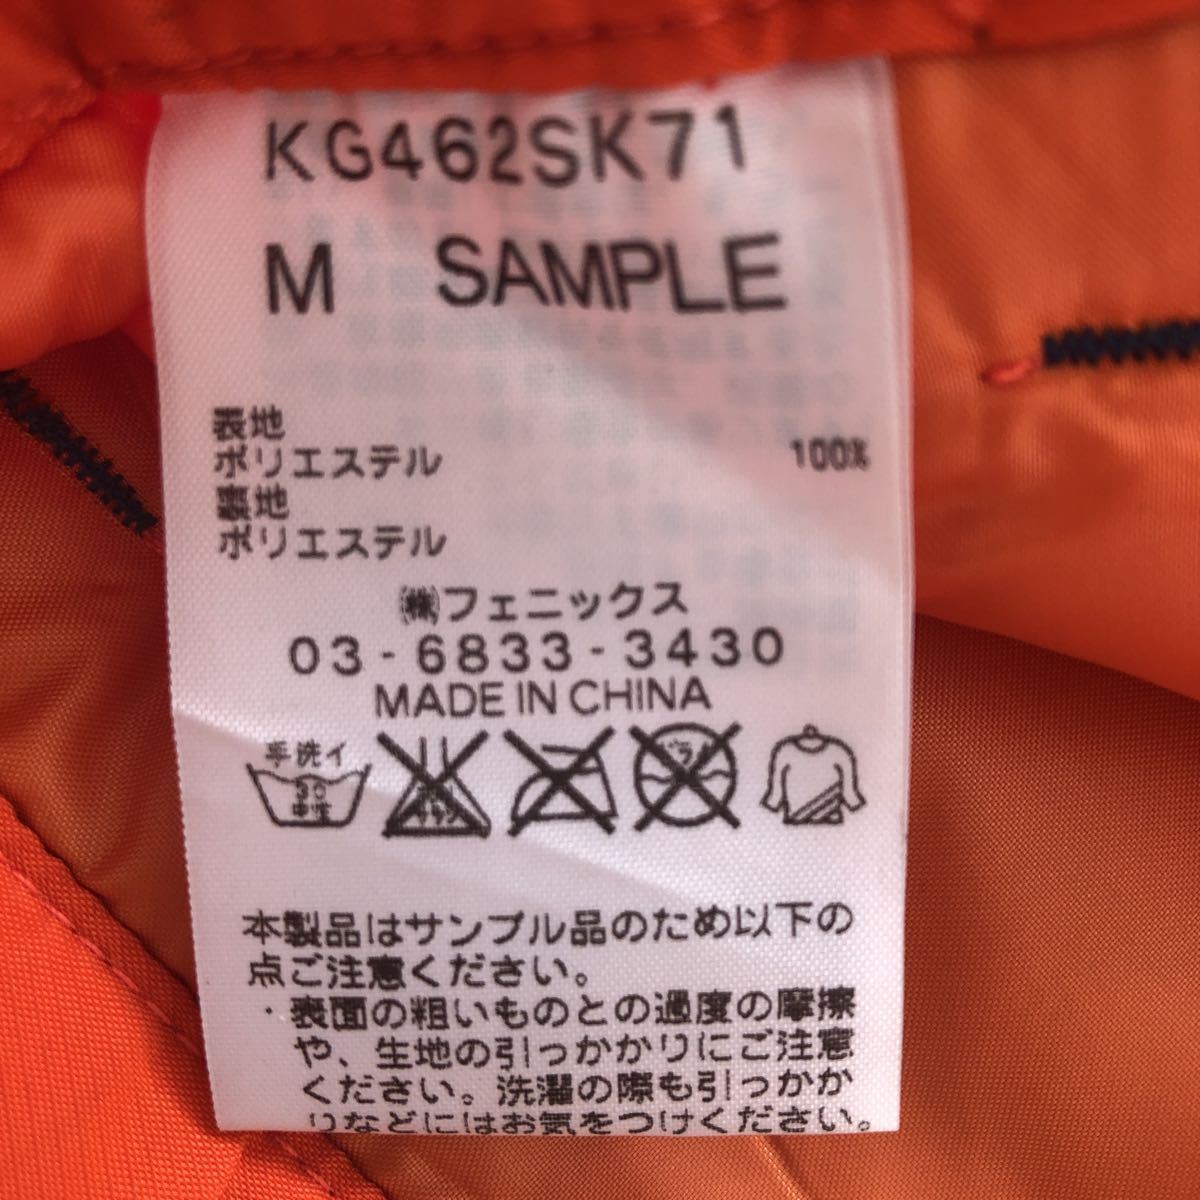 KG462SK71
M SAMPLE
表地
ポリエステル 100%
裏地
ポリエステル
㈱フェニックス
03-6833-3430
MADE IN CHINA
手洗イ
30
中性
本製品はサンプル品のため以下の
点ご注意ください。
・表面の粗いものとの過度の摩擦
や、生地の引っかかりにご注意
ください。洗濯の際も引っかか
りなどにはお気をつけください。